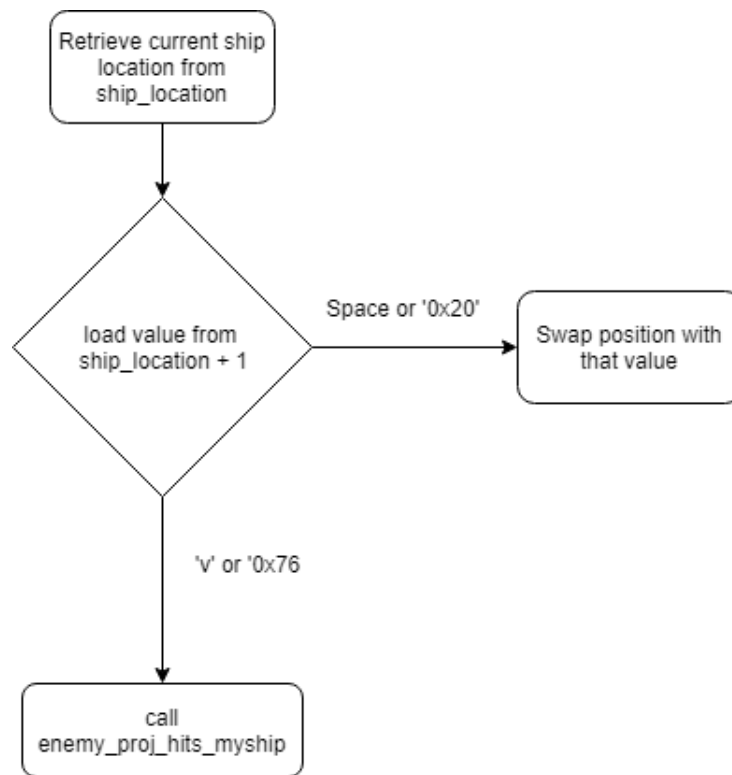 Retrieve current ship
location from
ship_location
load value from
ship_location + 1
Space or '0x20'
Swap position with
that value
'v' or '0x76
call
enemy_proj_hits_myship